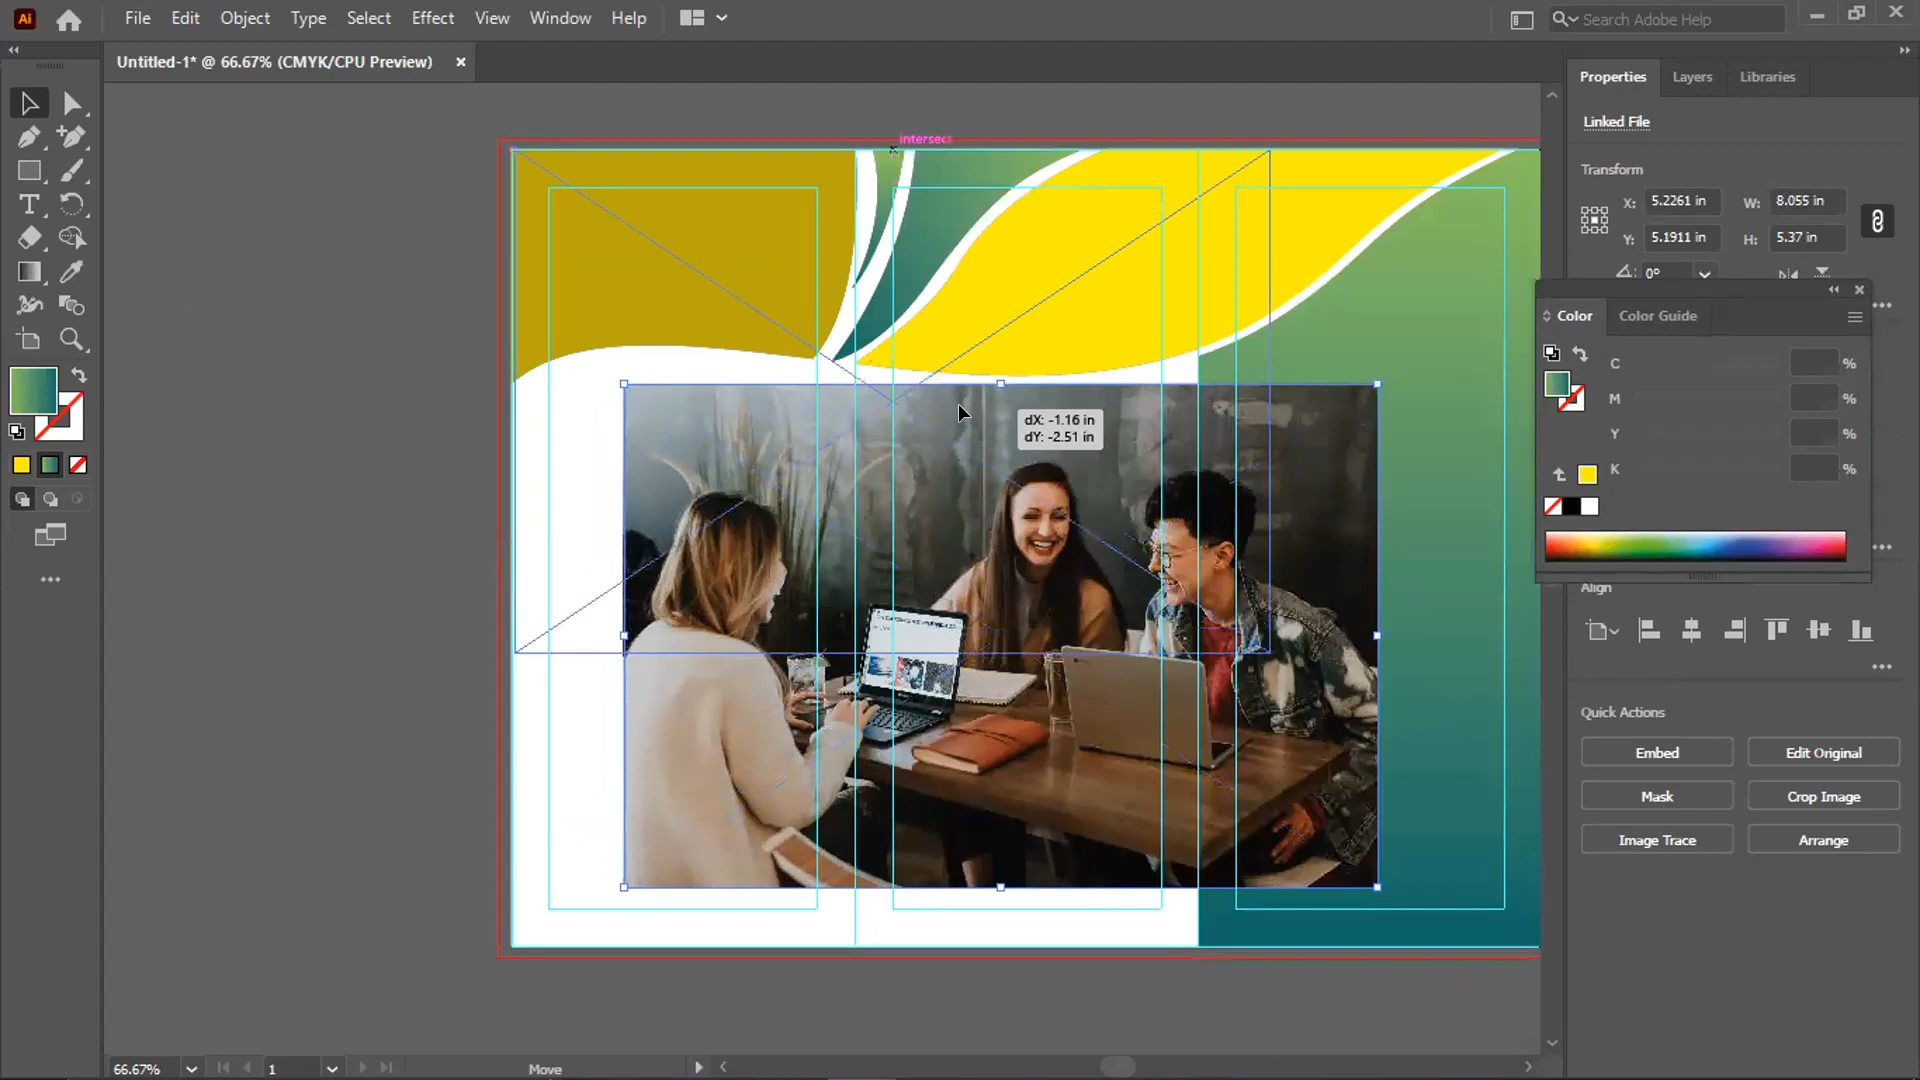 Ai
File Edit Object Type Select Effect View Window Help
Search Adobe Help
Untitled-1* @ 66.67% (CMYK/CPU Preview) ×
Properties Layers Libraries
Linked File
Transform
X: 5.2261 in W: 8.055 in
Y: 5.1911 in H: 5.37 in
0°
intersect
Color Color Guide
C %
M %
Y %
K %
dX: -1.16 in
dY: -2.51 in
Align
Quick Actions
Embed Edit Original
Mask Crop Image
Image Trace Arrange
66.67% 1 Move